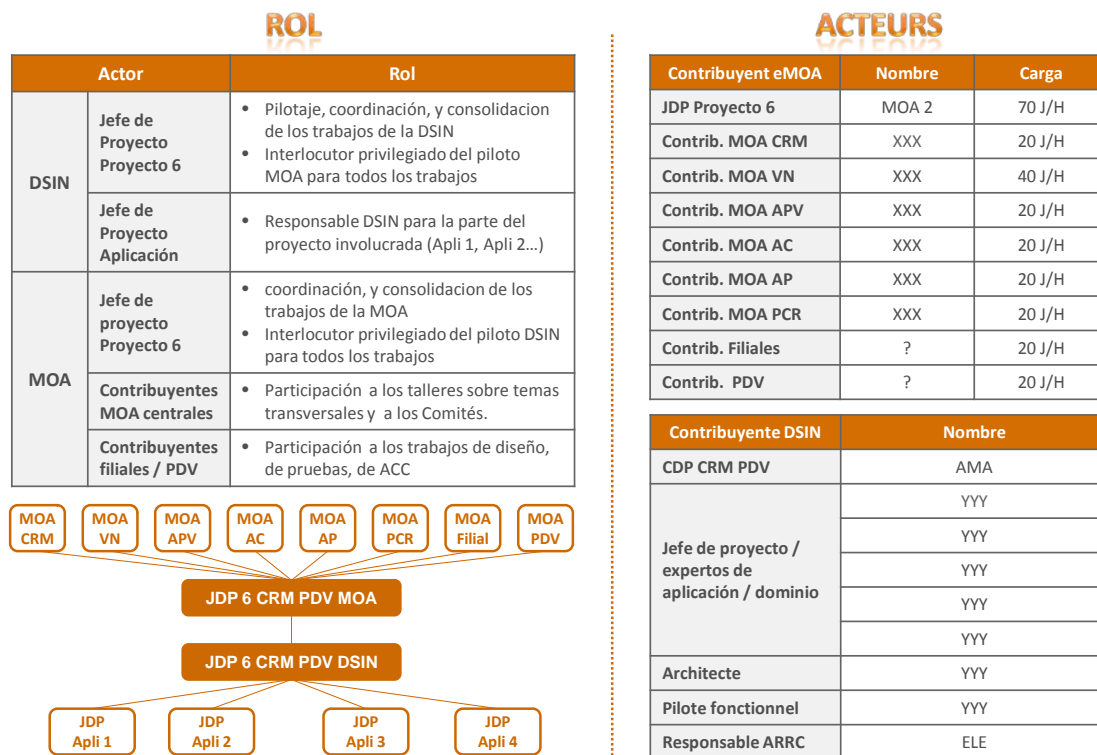 ROL
Actor Rol
DSIN
Jefe de
Proyecto
Proyecto 6
• Pilotaje, coordinación, y consolidacion
de los trabajos de la DSIN
• Interlocutor privilegiado del piloto
MOA para todos los trabajos
Jefe de
Proyecto
Aplicación
• Responsable DSIN para la parte del
proyecto involucrada (Apli 1, Apli 2…)
MOA
Jefe de
proyecto
Proyecto 6
• coordinación, y consolidacion de los
trabajos de la MOA
• Interlocutor privilegiado del piloto DSIN
para todos los trabajos
Contribuyentes
MOA centrales
• Participación a los talleres sobre temas
transversales y a los Comités.
Contribuyentes
filiales / PDV
• Participación a los trabajos de diseño,
de pruebas, de ACC
MOA
CRM
MOA
VN
MOA
APV
MOA
AC
MOA
AP
MOA
PCR
MOA
Filial
MOA
PDV
JDP 6 CRM PDV MOA
JDP 6 CRM PDV DSIN
JDP
Apli 1
JDP
Apli 2
JDP
Apli 3
JDP
Apli 4
ACTEURS
Contribuyent eMOA Nombre Carga
JDP Proyecto 6 MOA 2 70 J/H
Contrib. MOA CRM XXX 20 J/H
Contrib. MOA VN XXX 40 J/H
Contrib. MOA APV XXX 20 J/H
Contrib. MOA AC XXX 20 J/H
Contrib. MOA AP XXX 20 J/H
Contrib. MOA PCR XXX 20 J/H
Contrib. Filiales ? 20 J/H
Contrib. PDV ? 20 J/H
Contribuyente DSIN Nombre
CDP CRM PDV AMA
Jefe de proyecto /
expertos de
aplicación / dominio
YYY
YYY
YYY
YYY
YYY
Architecte YYY
Pilote fonctionnel YYY
Responsable ARRC ELE